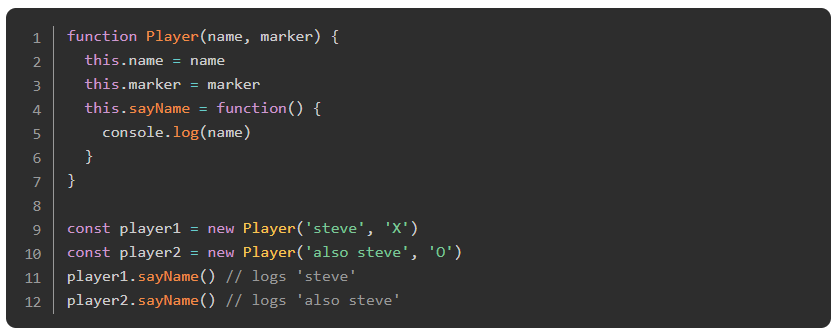 1 function Player(name, marker) {
2   this.name = name
3   this.marker = marker
4   this.sayName = function() {
5     console.log(name)
6   }
7 }
8
9 const player1 = new Player('steve', 'X')
10 const player2 = new Player('also steve', 'O')
11 player1.sayName() // logs 'steve'
12 player2.sayName() // logs 'also steve'